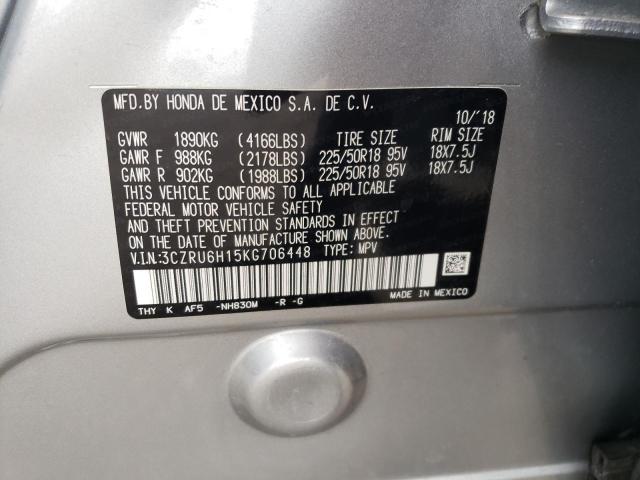 MFD.BY HONDA DE MEXICO S.A. DE C.V.
10/'18
GVWR 1890KG (4166LBS) TIRE SIZE RIM SIZE
GAWR F 988KG (2178LBS) 225/50R18 95V 18X7.5J
GAWR R 902KG (1988LBS) 225/50R18 95V 18X7.5J
THIS VEHICLE CONFORMS TO ALL APPLICABLE
FEDERAL MOTOR VEHICLE SAFETY
AND THEFT PREVENTION STANDARDS IN EFFECT
ON THE DATE OF MANUFACTURE SHOWN ABOVE.
V.I.N:3CZRU6H15KG706448 TYPE: MPV
THY K AF5 -NH830M -R -G MADE IN MEXICO